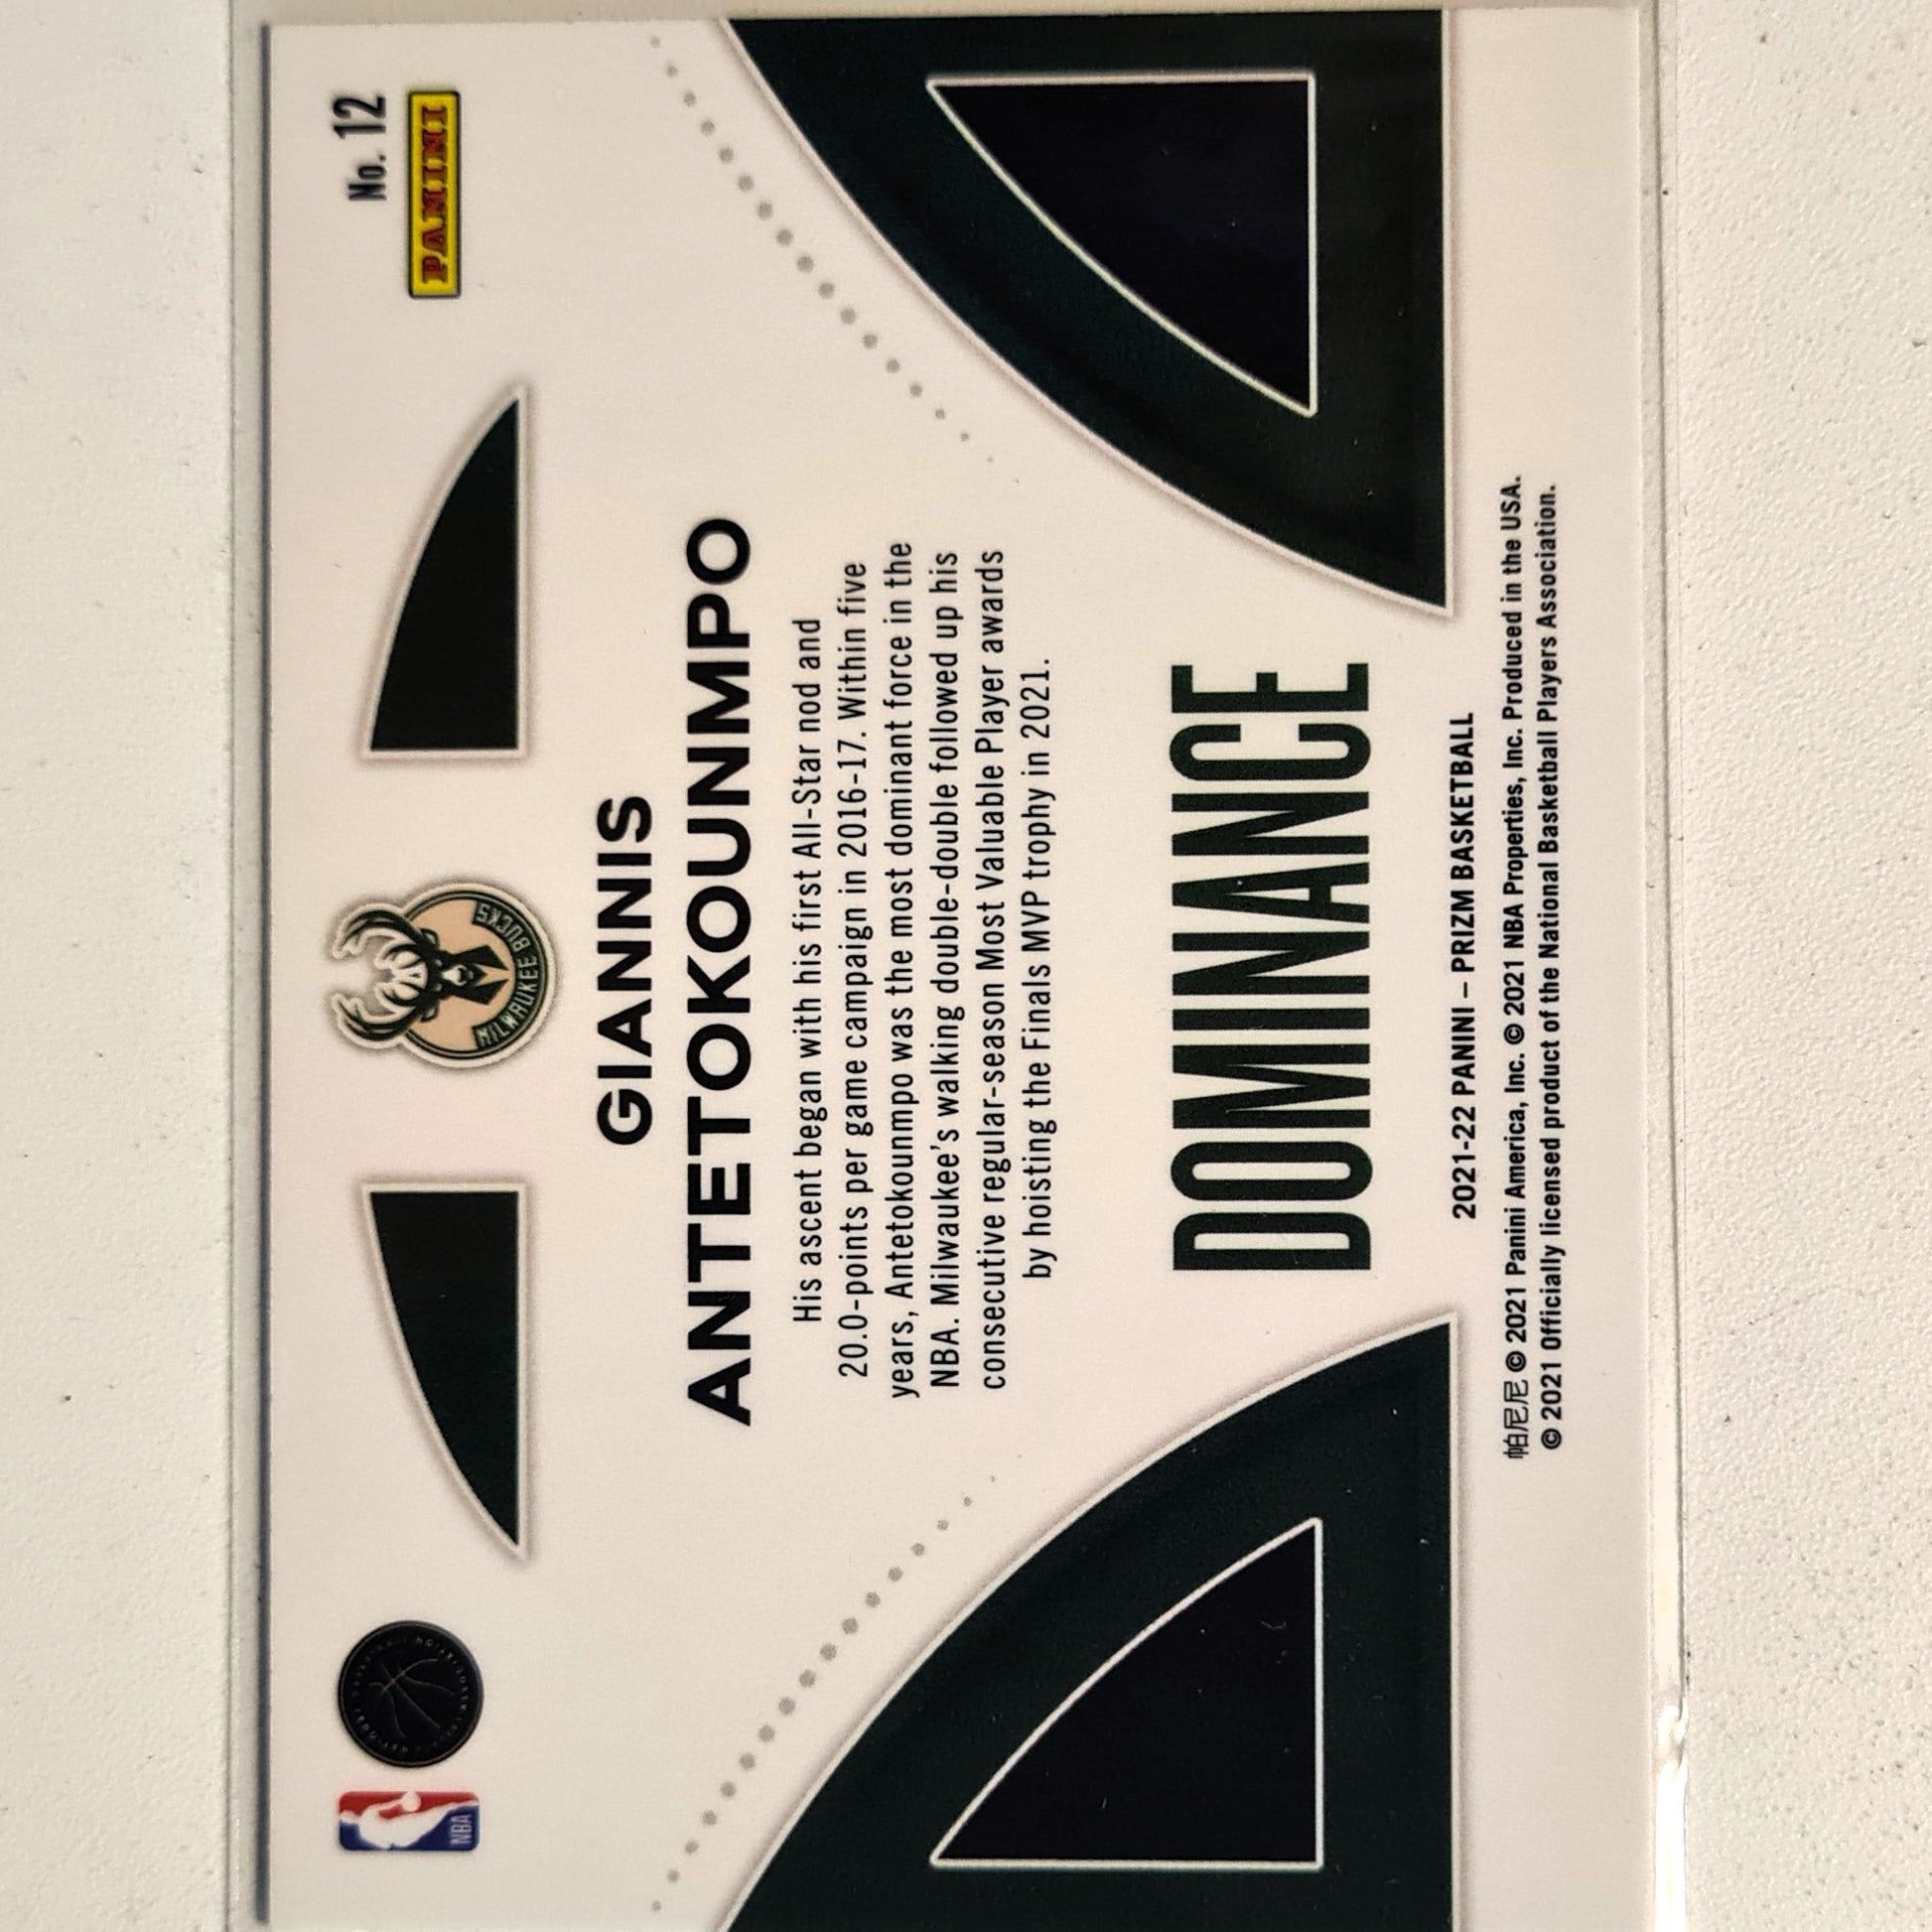 No. 12
PANINI
NBA
MILWAUKEE BUCKS
GIANNIS
ANTETOKOUNMPO
His ascent began with his first All-Star nod and
20.0-points per game campaign in 2016-17. Within five
years, Antetokounmpo was the most dominant force in the
NBA. Milwaukee's walking double-double followed up his
consecutive regular-season Most Valuable Player awards
by hoisting the Finals MVP trophy in 2021.
DOMINANCE
2021-22 PANINI – PRIZM BASKETBALL
帕尼尼 © 2021 Panini America, Inc. © 2021 NBA Properties, Inc. Produced in the USA.
© 2021 Officially licensed product of the National Basketball Players Association.